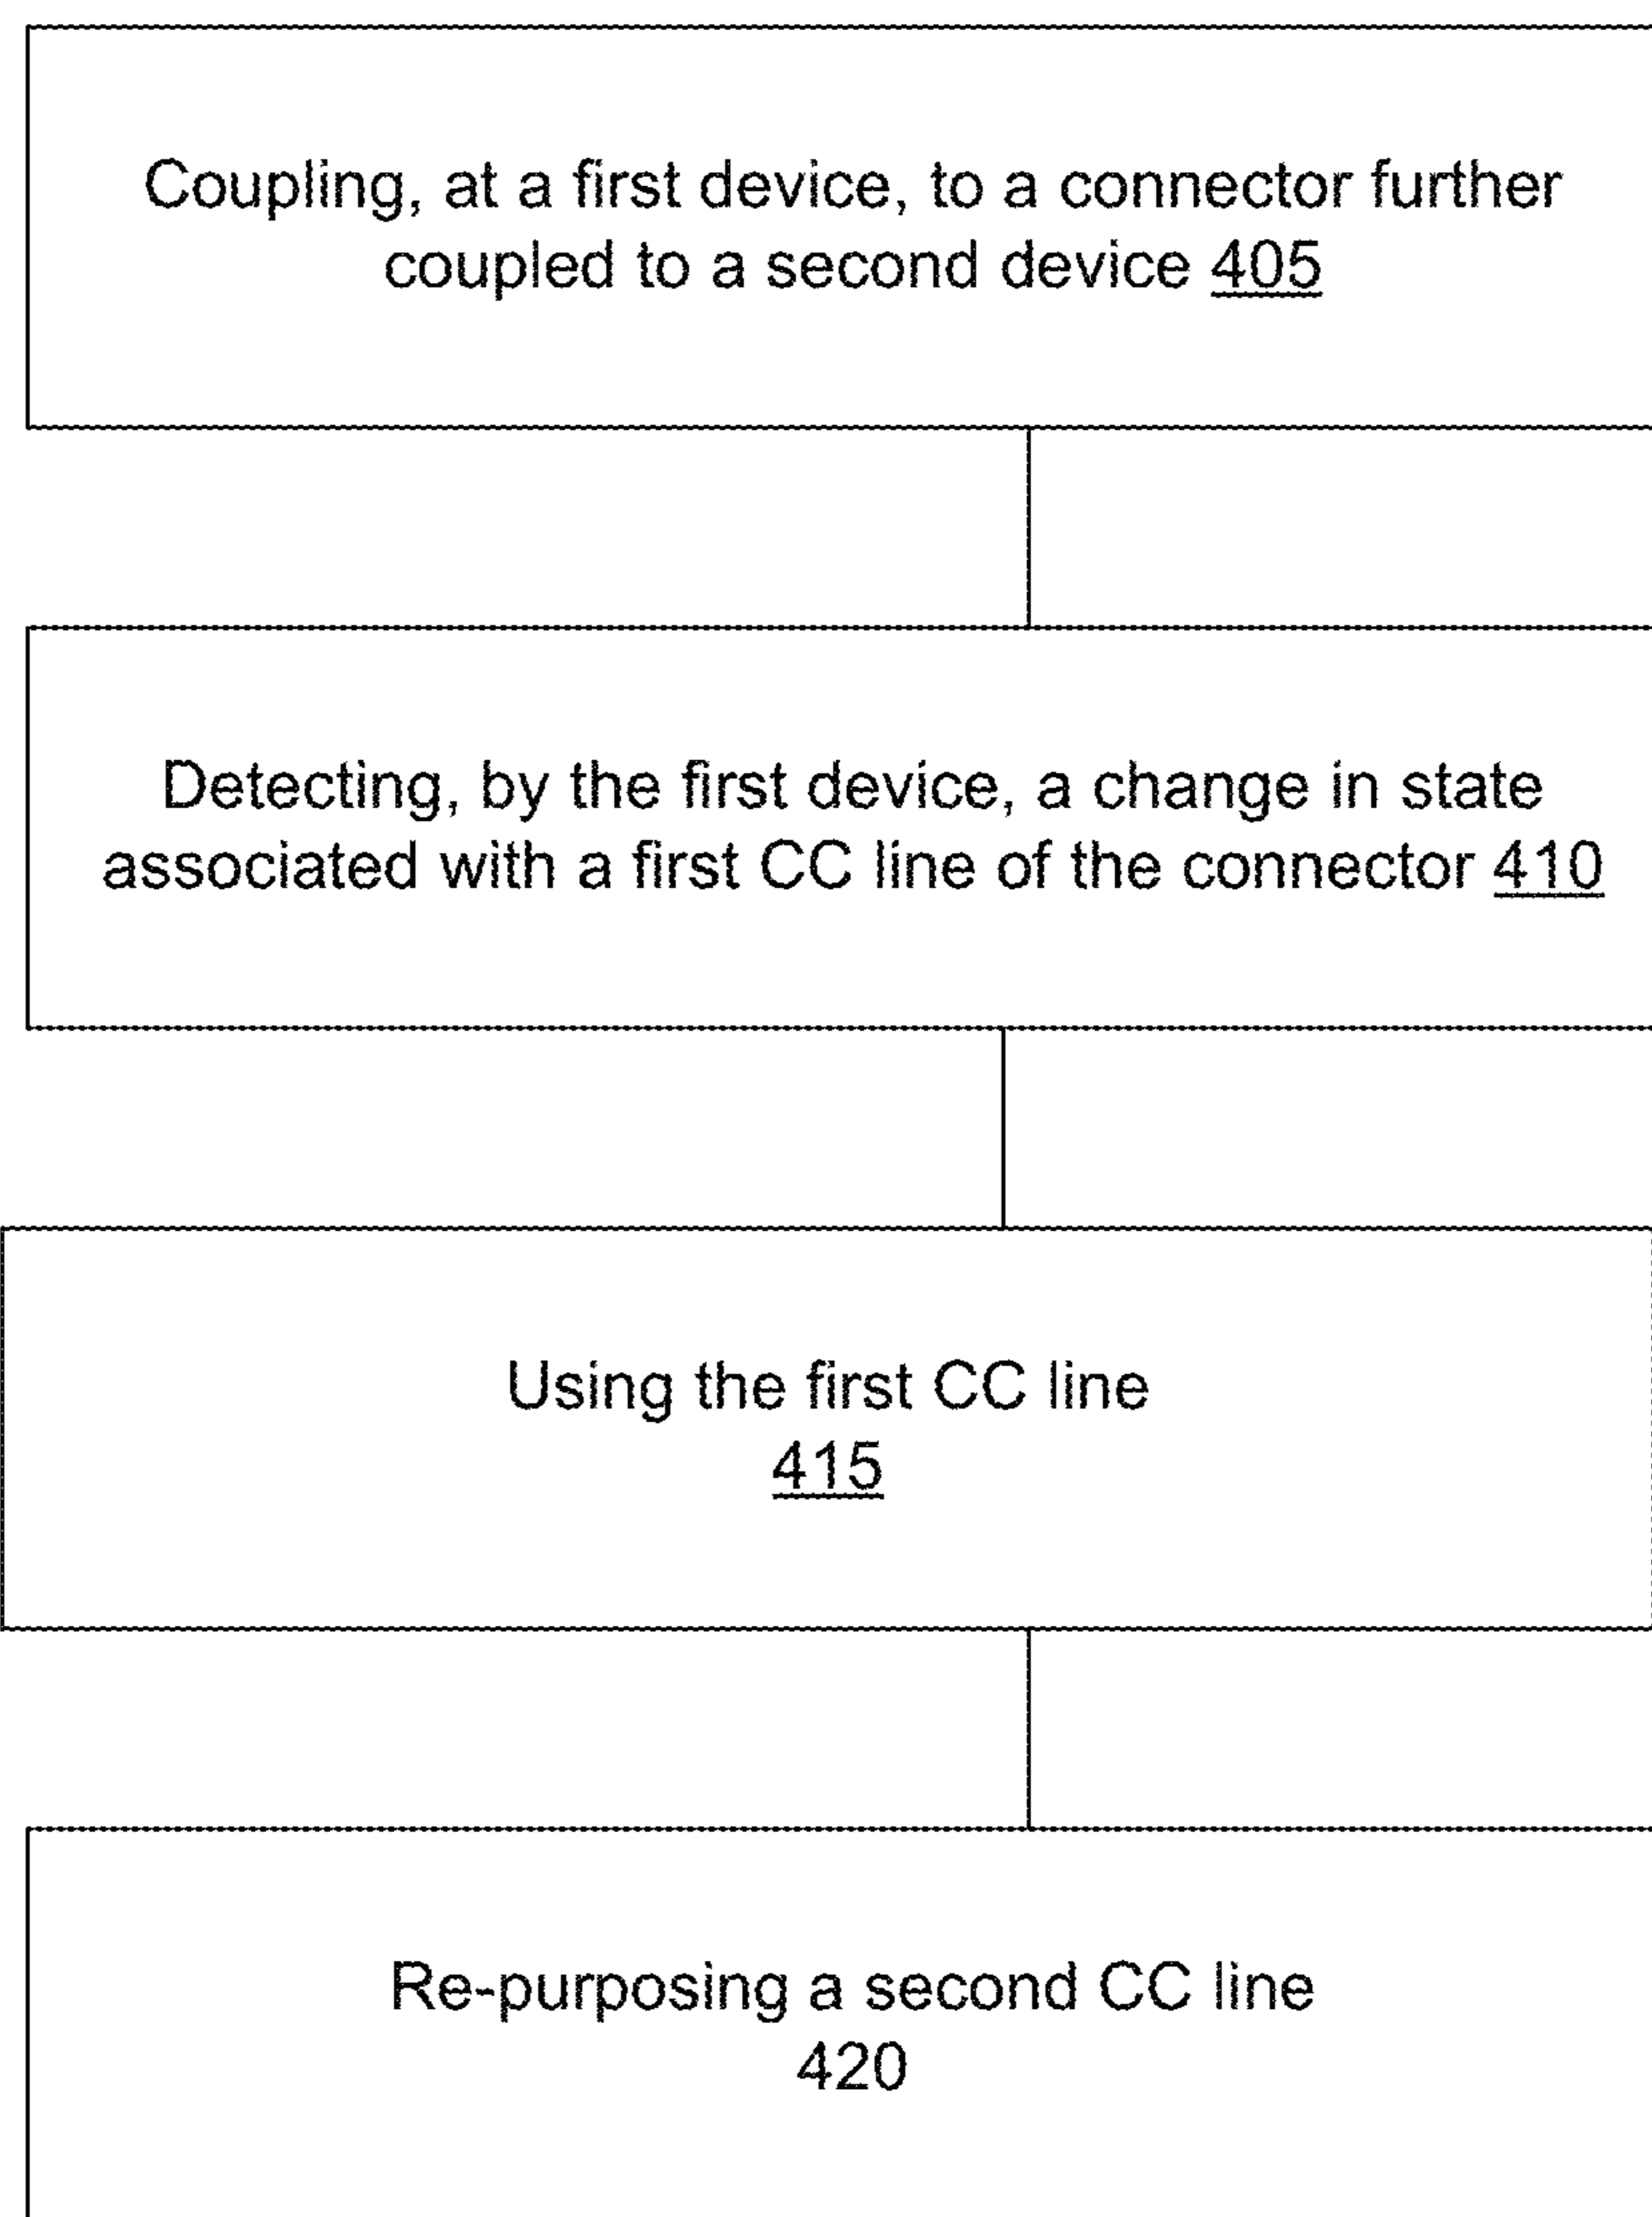 Coupling, at a first device, to a connector further
coupled to a second device 405
Detecting, by the first device, a change in state
associated with a first CC line of the connector 410
Using the first CC line
415
Re-purposing a second CC line
420